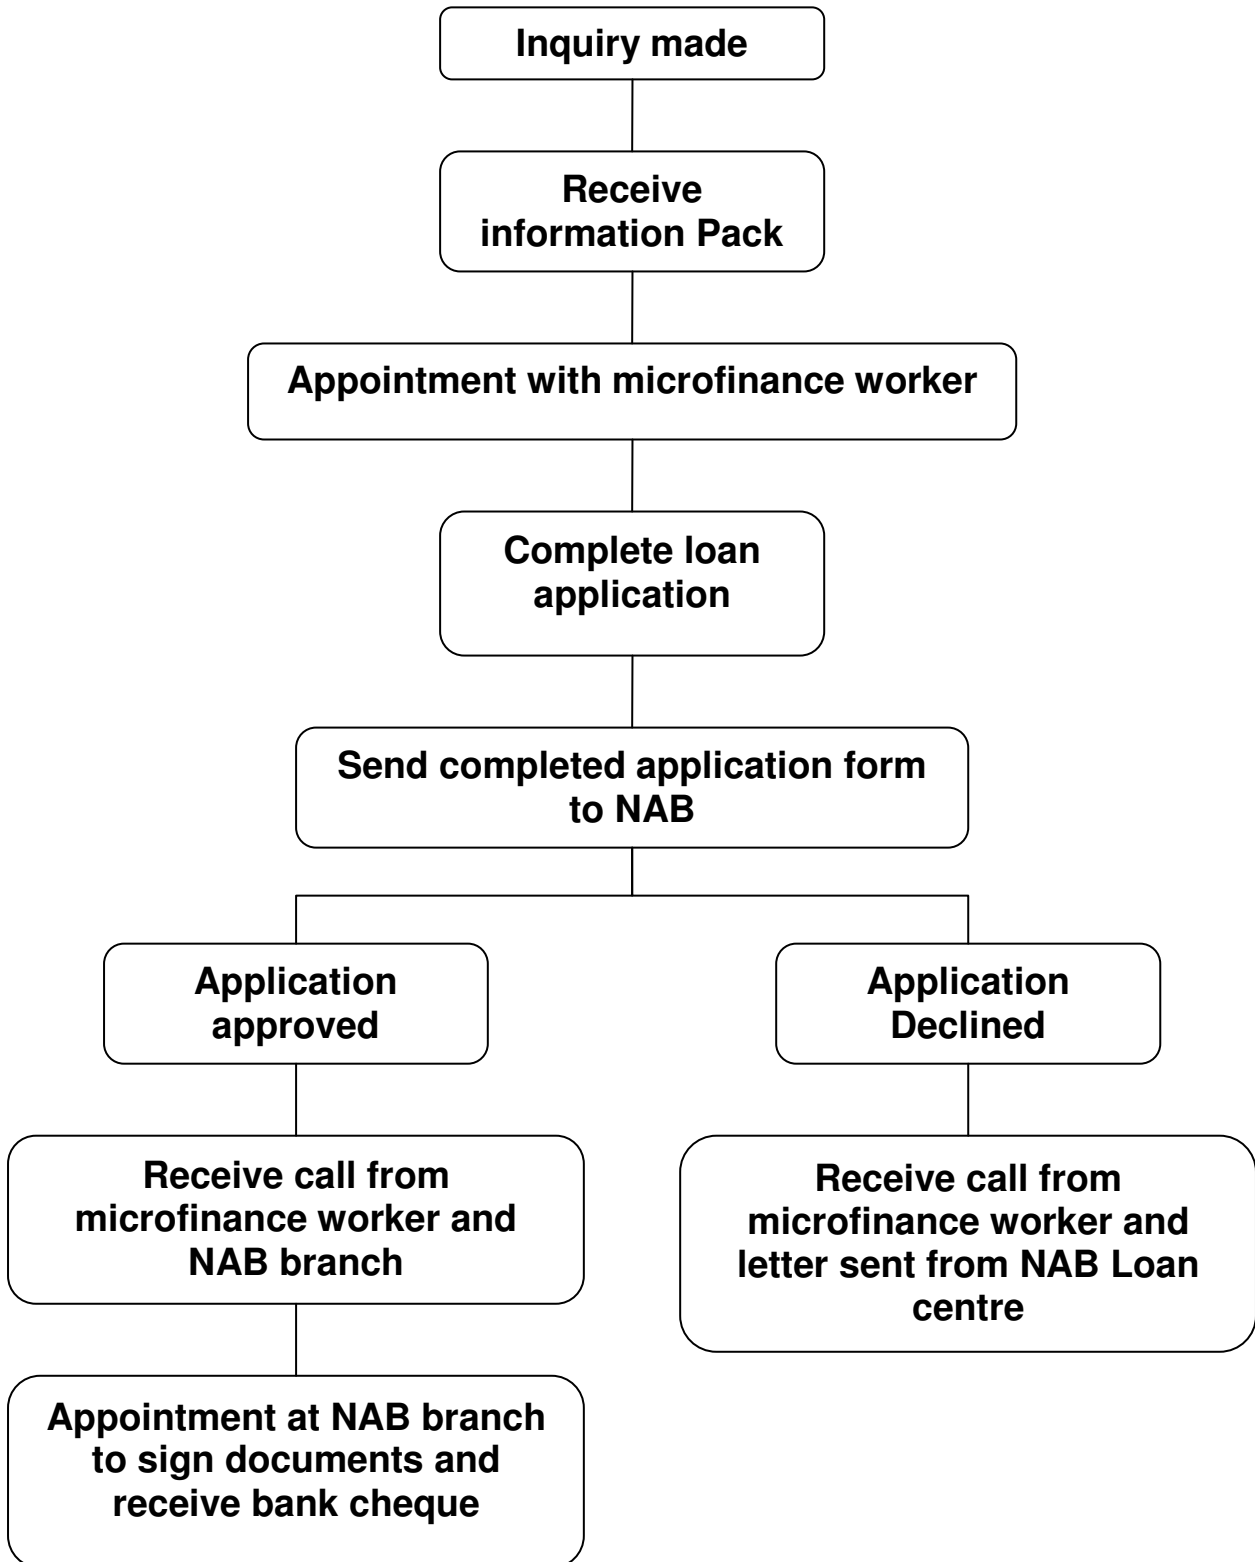 Inquiry made
Receive
information Pack
Appointment with microfinance worker
Complete loan
application
Send completed application form
to NAB
Application
approved
Application
Declined
Receive call from
microfinance worker and
NAB branch
Receive call from
microfinance worker and
letter sent from NAB Loan
centre
Appointment at NAB branch
to sign documents and
receive bank cheque